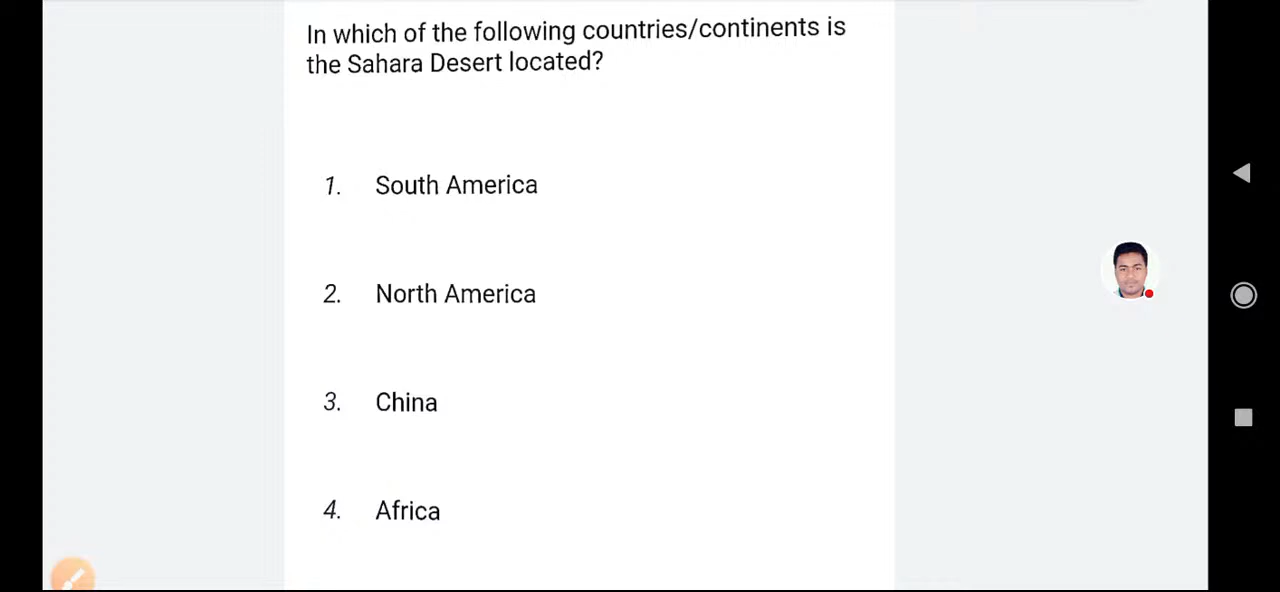 In which of the following countries/continents is
the Sahara Desert located?
1. South America
2. North America
3. China
4. Africa